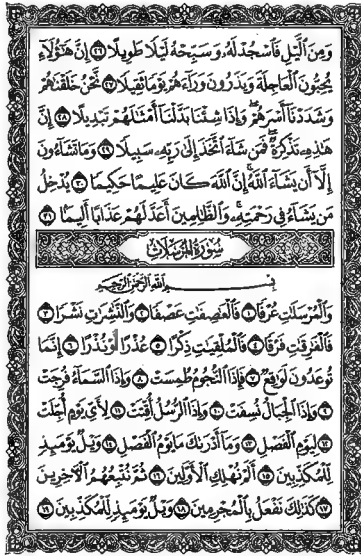 وَمِنَ ٱلَّيۡلِ فَٱسۡجُدۡ لَهُۥ وَسَبِّحۡهُ لَيۡلٗا طَوِيلًا ٢٦ إِنَّ هَٰٓؤُلَآءِ
يُحِبُّونَ ٱلۡعَاجِلَةَ وَيَذَرُونَ وَرَآءَهُمۡ يَوۡمٗا ثَقِيلٗا ٢٧ نَّحۡنُ خَلَقۡنَٰهُمۡ
وَشَدَدۡنَآ أَسۡرَهُمۡۖ وَإِذَا شِئۡنَا بَدَّلۡنَآ أَمۡثَٰلَهُمۡ تَبۡدِيلًا ٢٨ إِنَّ
هَٰذِهِۦ تَذۡكِرَةٞۖ فَمَن شَآءَ ٱتَّخَذَ إِلَىٰ رَبِّهِۦ سَبِيلٗا ٢٩ وَمَا تَشَآءُونَ
إِلَّآ أَن يَشَآءَ ٱللَّهُۚ إِنَّ ٱللَّهَ كَانَ عَلِيمًا حَكِيمٗا ٣٠ يُدۡخِلُ
مَن يَشَآءُ فِي رَحۡمَتِهِۦۚ وَٱلظَّٰلِمِينَ أَعَدَّ لَهُمۡ عَذَابًا أَلِيمَۢا ٣١
سُورَةُ المُرۡسَلَاتِ
بِسۡمِ ٱللَّهِ ٱلرَّحۡمَٰنِ ٱلرَّحِيمِ
وَٱلۡمُرۡسَلَٰتِ عُرۡفٗا ١ فَٱلۡعَٰصِفَٰتِ عَصۡفٗا ٢ وَٱلنَّٰشِرَٰتِ نَشۡرٗا ٣
فَٱلۡفَٰرِقَٰتِ فَرۡقٗا ٤ فَٱلۡمُلۡقِيَٰتِ ذِكۡرًا ٥ عُذۡرًا أَوۡ نُذۡرًا ٦ إِنَّمَا
تُوعَدُونَ لَوَٰقِعٞ ٧ فَإِذَا ٱلنُّجُومُ طُمِسَتۡ ٨ وَإِذَا ٱلسَّمَآءُ فُرِجَتۡ
٩ وَإِذَا ٱلۡجِبَالُ نُسِفَتۡ ١٠ وَإِذَا ٱلرُّسُلُ أُقِّتَتۡ ١١ لِأَيِّ يَوۡمٍ أُجِّلَتۡ
١٢ لِيَوۡمِ ٱلۡفَصۡلِ ١٣ وَمَآ أَدۡرَىٰكَ مَا يَوۡمُ ٱلۡفَصۡلِ ١٤ وَيۡلٞ يَوۡمَئِذٖ
لِّلۡمُكَذِّبِينَ ١٥ أَلَمۡ نُهۡلِكِ ٱلۡأَوَّلِينَ ١٦ ثُمَّ نُتۡبِعُهُمُ ٱلۡأٓخِرِينَ
١٧ كَذَٰلِكَ نَفۡعَلُ بِٱلۡمُجۡرِمِينَ ١٨ وَيۡلٞ يَوۡمَئِذٖ لِّلۡمُكَذِّبِينَ ١٩